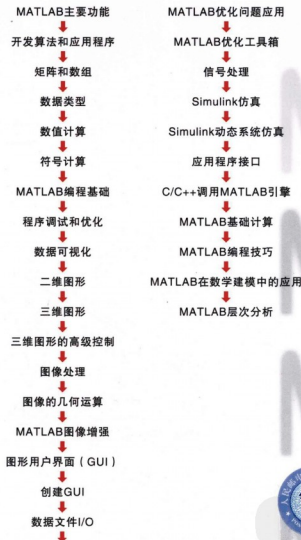 MATLAB主要功能
开发算法和应用程序
矩阵和数组
数据类型
数值计算
符号计算
MATLAB编程基础
程序调试和优化
数据可视化
二维图形
三维图形
三维图形的高级控制
图像处理
图像的几何运算
MATLAB图像增强
图形用户界面（GUI）
创建GUI
数据文件I/O
MATLAB优化问题应用
MATLAB优化工具箱
信号处理
Simulink仿真
Simulink动态系统仿真
应用程序接口
C/C++调用MATLAB引擎
MATLAB基础计算
MATLAB编程技巧
MATLAB在数学建模中的应用
MATLAB层次分析